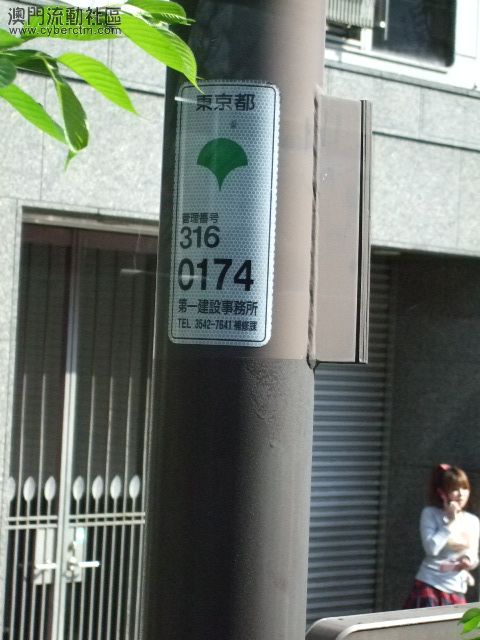 澳門流動社區
www.cyberctm.com
東京都
管理番号
316
0174
第一建設事務所
TEL 3542-7641 補修課